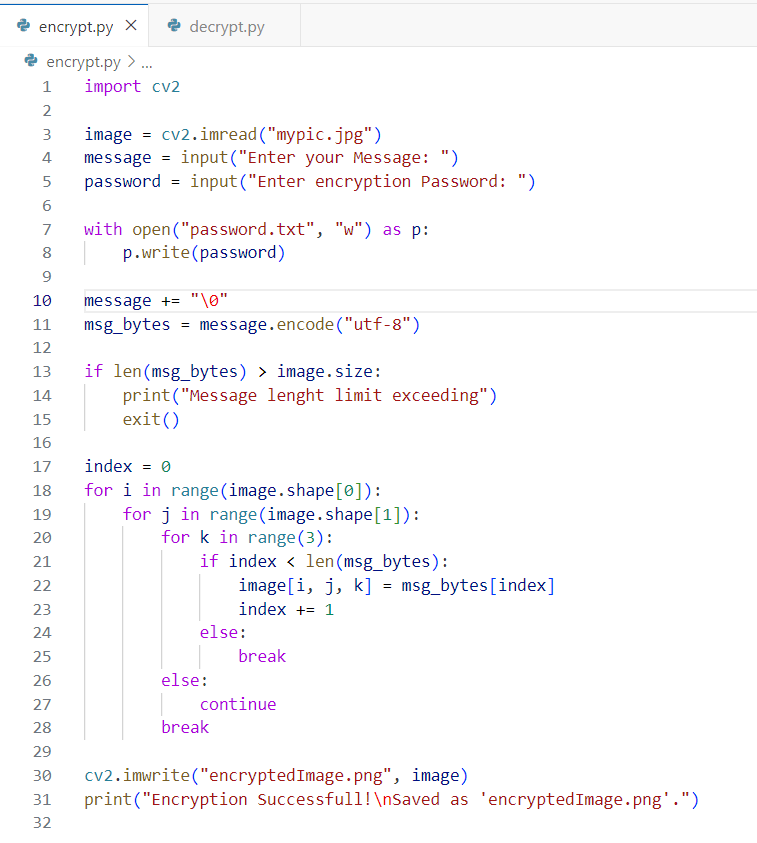 encrypt.py × decrypt.py
encrypt.py > ...
1 import cv2
2
3 image = cv2.imread("mypic.jpg")
4 message = input("Enter your Message: ")
5 password = input("Enter encryption Password: ")
6
7 with open("password.txt", "w") as p:
8     p.write(password)
9
10 message += "\0"
11 msg_bytes = message.encode("utf-8")
12
13 if len(msg_bytes) > image.size:
14     print("Message lenght limit exceeding")
15     exit()
16
17 index = 0
18 for i in range(image.shape[0]):
19     for j in range(image.shape[1]):
20         for k in range(3):
21             if index < len(msg_bytes):
22                 image[i, j, k] = msg_bytes[index]
23                 index += 1
24             else:
25                 break
26         else:
27             continue
28         break
29
30 cv2.imwrite("encryptedImage.png", image)
31 print("Encryption Successfull!\nSaved as 'encryptedImage.png'.")
32